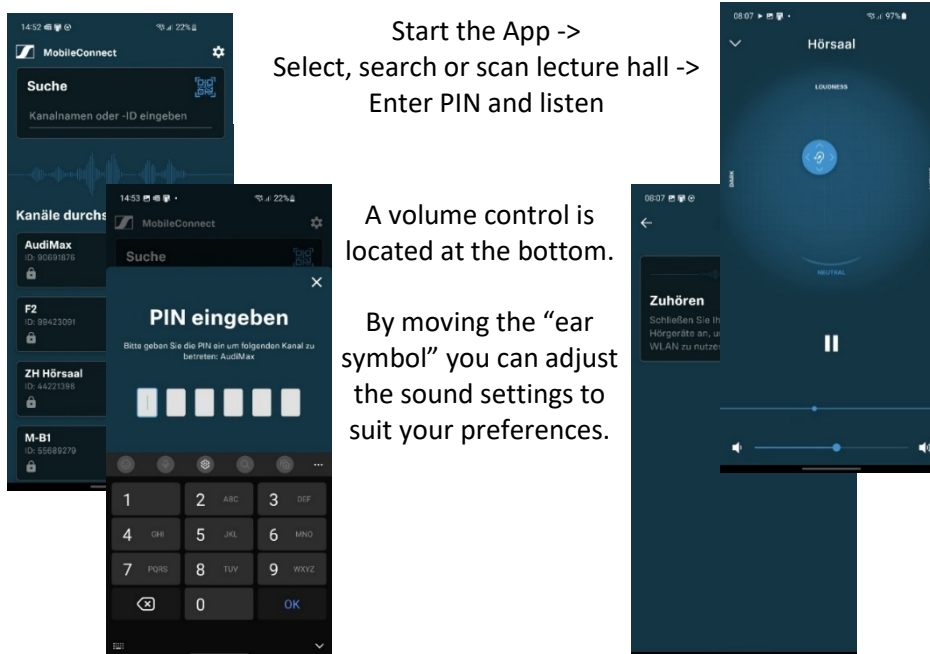 Start the App ->
Select, search or scan lecture hall ->
Enter PIN and listen
A volume control is
located at the bottom.
By moving the “ear
symbol” you can adjust
the sound settings to
suit your preferences.
14:52
22%
MobileConnect
Suche
Kanalnamen oder -ID eingeben
Kanäle durchs
AudiMax
ID: 90691876
F2
ID: 99423091
ZH Hörsaal
ID: 44221398
M-B1
ID: 55689279
14:53
22%
MobileConnect
Suche
PIN eingeben
Bitte geben Sie die PIN ein um folgenden Kanal zu
betreten: AudiMax
1
2 ABC
3 DEF
4 GHI
5 JKL
6 MNO
7 PQRS
8 TUV
9 WXYZ
0
OK
08:07
Zuhören
Schließen Sie Ih
Hörgeräte an, u
WLAN zu nutze
08:07
97%
Hörsaal
LOUDNESS
DARK
NEUTRAL